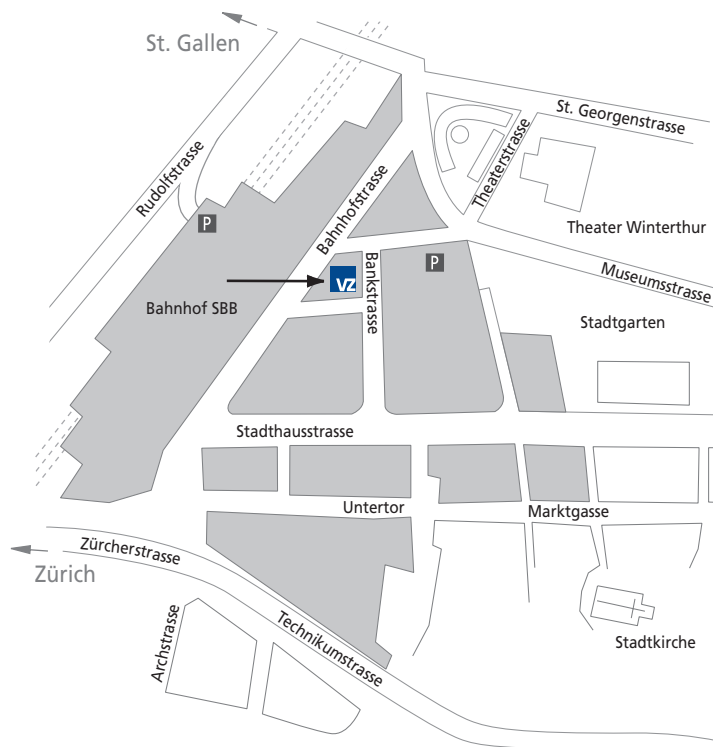 St. Gallen
St. Georgenstrasse
Rudolfstrasse
Theaterstrasse
Bahnhofstrasse
P
Theater Winterthur
Bankstrasse
P
Museumsstrasse
VZ
Bahnhof SBB
Stadtgarten
Stadthausstrasse
Untertor
Marktgasse
Zürcherstrasse
Zürich
Archstrasse
Technikumstrasse
Stadtkirche